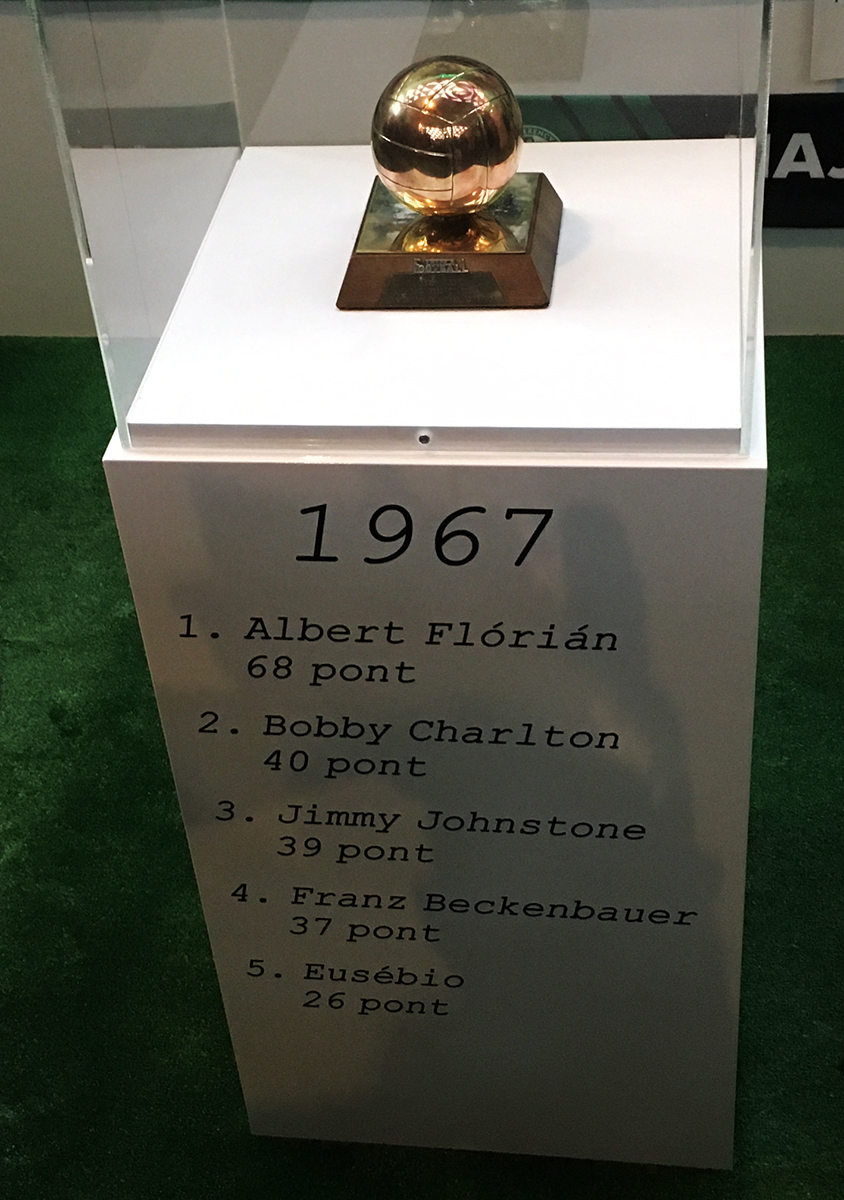 1967
1. Albert Flórián
68 pont
2. Bobby Charlton
40 pont
3. Jimmy Johnstone
39 pont
4. Franz Beckenbauer
37 pont
5. Eusébio
26 pont